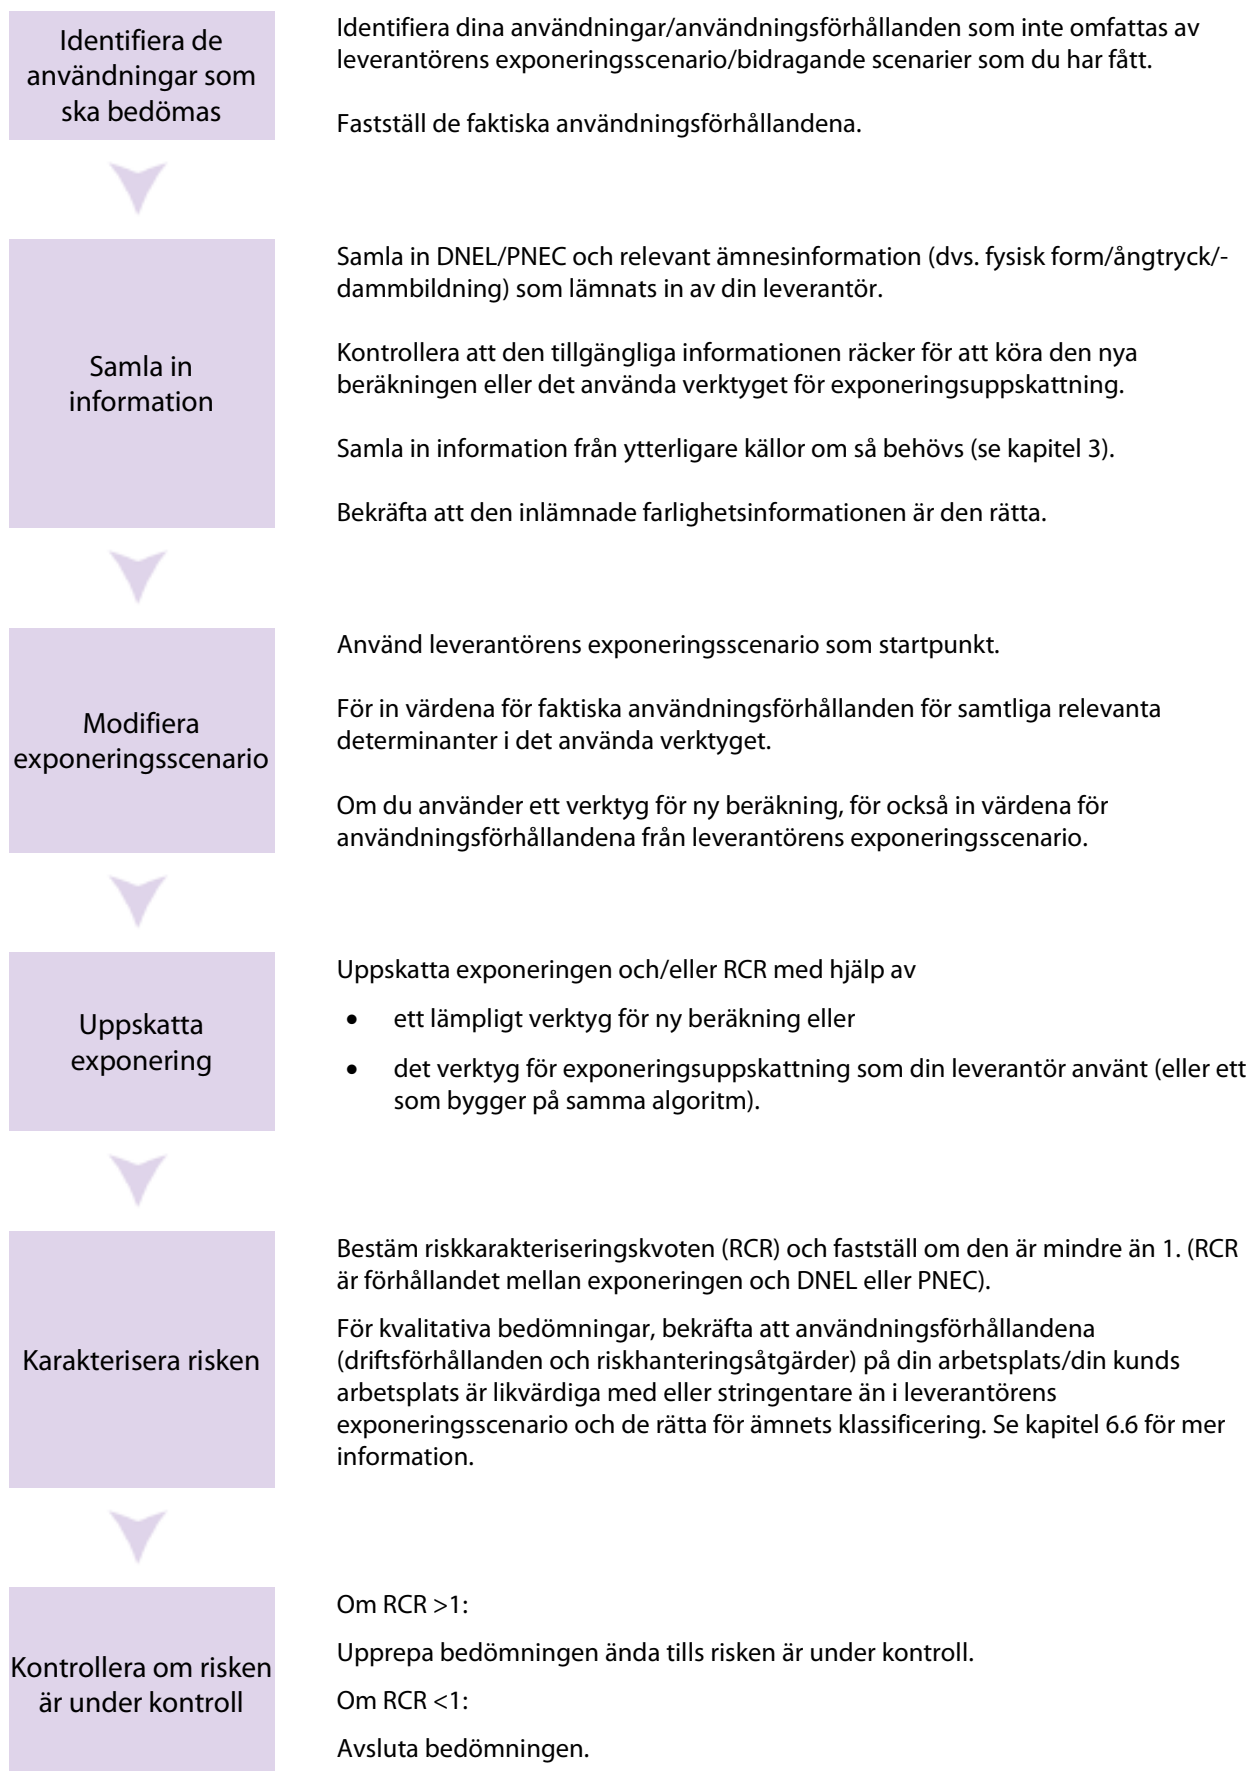 Identifiera de
användningar som
ska bedömas
Identifiera dina användningar/användningsförhållanden som inte omfattas av
leverantörens exponeringsscenario/bidragande scenarier som du har fått.
Fastställ de faktiska användningsförhållandena.
Samla in
information
Samla in DNEL/PNEC och relevant ämnesinformation (dvs. fysisk form/ångtryck/-
dammbildning) som lämnats in av din leverantör.
Kontrollera att den tillgängliga informationen räcker för att köra den nya
beräkningen eller det använda verktyget för exponeringsuppskattning.
Samla in information från ytterligare källor om så behövs (se kapitel 3).
Bekräfta att den inlämnade farlighetsinformationen är den rätta.
Modifiera
exponeringsscenario
Använd leverantörens exponeringsscenario som startpunkt.
För in värdena för faktiska användningsförhållanden för samtliga relevanta
determinanter i det använda verktyget.
Om du använder ett verktyg för ny beräkning, för också in värdena för
användningsförhållandena från leverantörens exponeringsscenario.
Uppskatta
exponering
Uppskatta exponeringen och/eller RCR med hjälp av
• ett lämpligt verktyg för ny beräkning eller
• det verktyg för exponeringsuppskattning som din leverantör använt (eller ett
som bygger på samma algoritm).
Karakterisera risken
Bestäm riskkarakteriseringskvoten (RCR) och fastställ om den är mindre än 1. (RCR
är förhållandet mellan exponeringen och DNEL eller PNEC).
För kvalitativa bedömningar, bekräfta att användningsförhållandena
(driftsförhållanden och riskhanteringsåtgärder) på din arbetsplats/din kunds
arbetsplats är likvärdiga med eller stringentare än i leverantörens
exponeringsscenario och de rätta för ämnets klassificering. Se kapitel 6.6 för mer
information.
Kontrollera om risken
är under kontroll
Om RCR >1:
Upprepa bedömningen ända tills risken är under kontroll.
Om RCR <1:
Avsluta bedömningen.